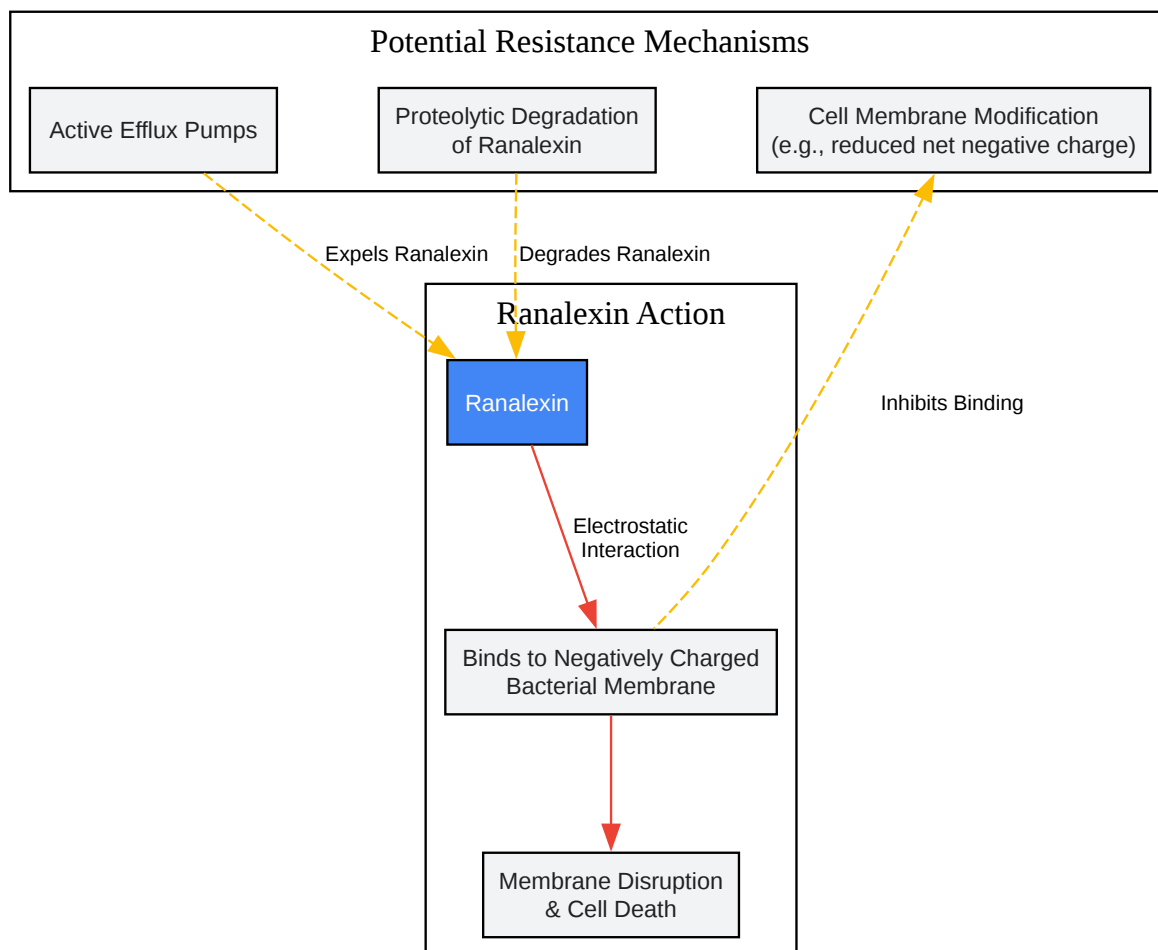 Potential Resistance Mechanisms
Active Efflux Pumps
Proteolytic Degradation
of Ranalexin
Cell Membrane Modification
(e.g., reduced net negative charge)
Expels Ranalexin
Degrades Ranalexin
Ranalexin Action
Ranalexin
Inhibits Binding
Electrostatic
Interaction
Binds to Negatively Charged
Bacterial Membrane
Membrane Disruption
& Cell Death